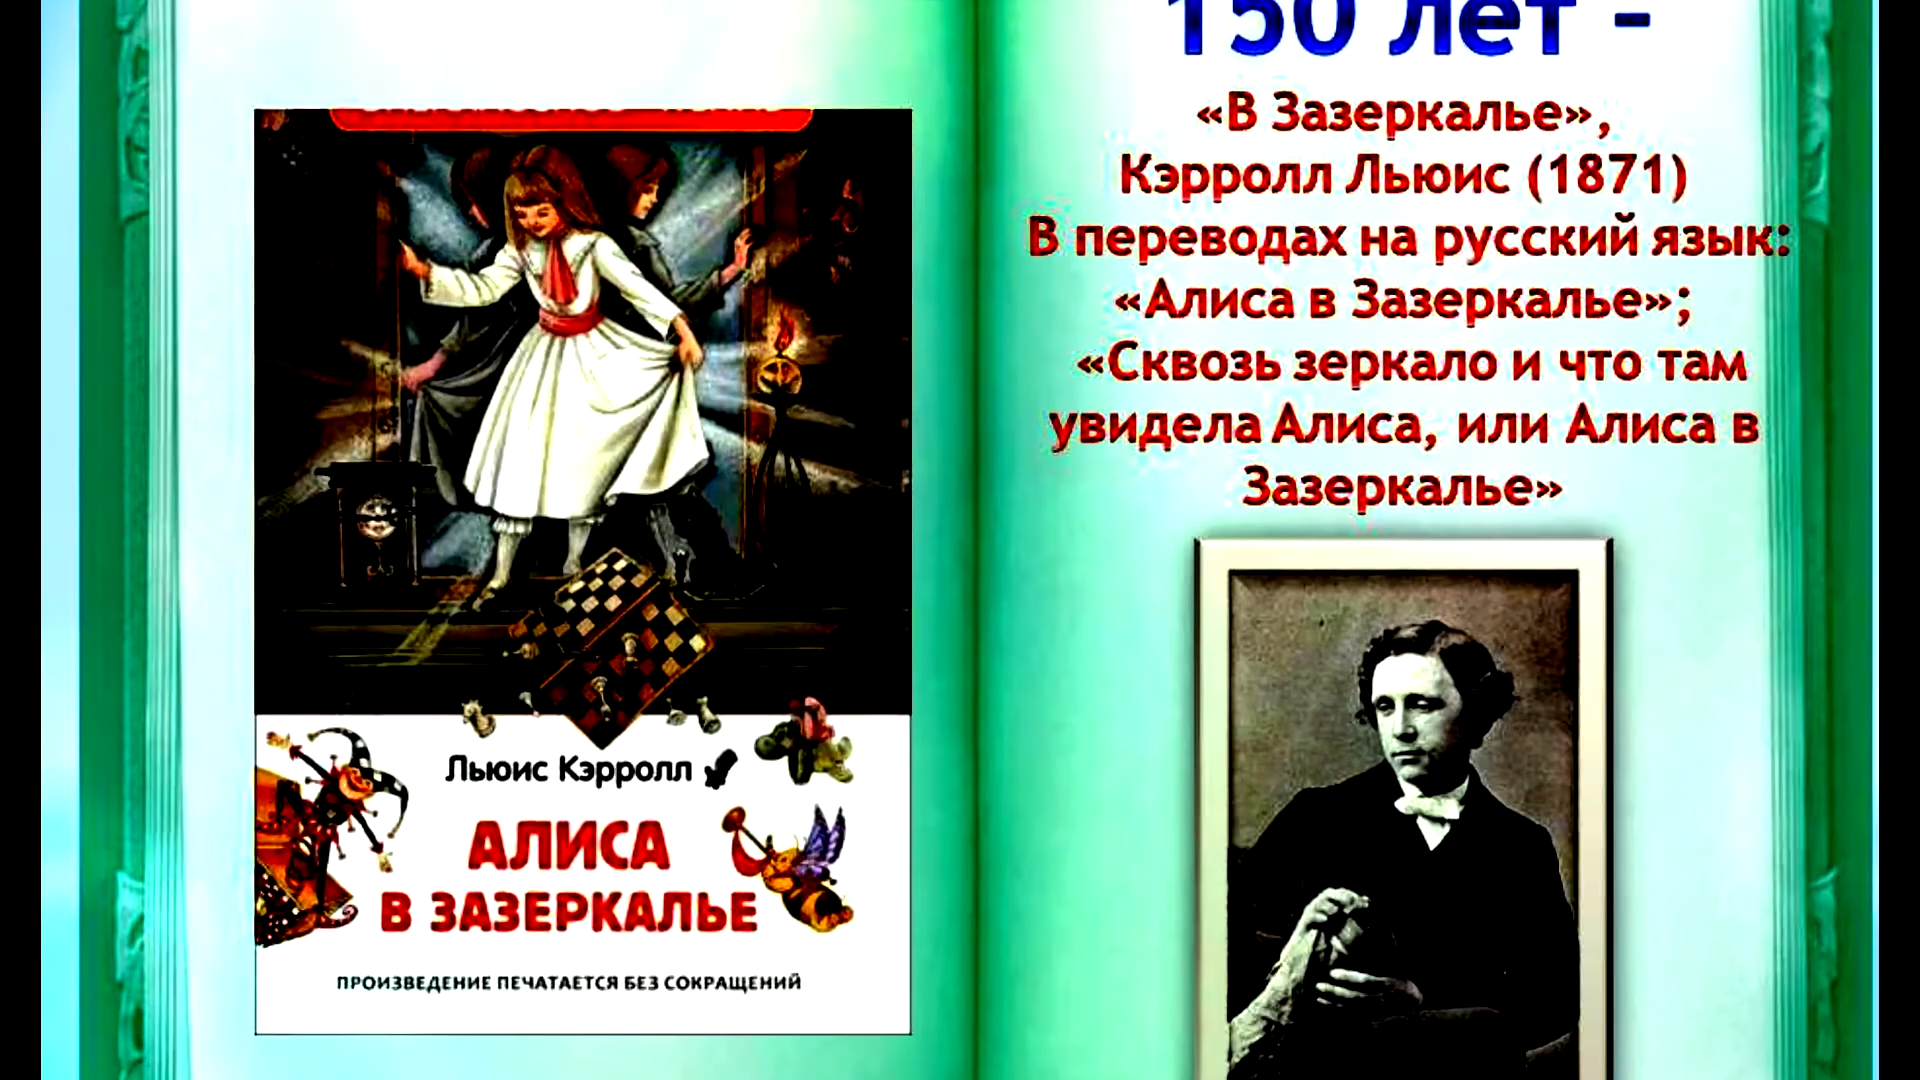 150 лет -
«В Зазеркалье»,
Кэрролл Льюис (1871)
В переводах на русский язык:
«Алиса в Зазеркалье»;
«Сквозь зеркало и что там
увидела Алиса, или Алиса в
Зазеркалье»
Льюис Кэрролл
АЛИСА
В ЗАЗЕРКАЛЬЕ
ПРОИЗВЕДЕНИЕ ПЕЧАТАЕТСЯ БЕЗ СОКРАЩЕНИЙ